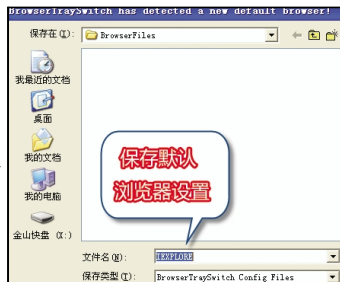 BrowserTraySwitch has detected a new default browser!
保存在(I):
BrowserFiles
我最近的文档
桌面
我的文档
我的电脑
金山快盘 (X:)
保存默认
浏览器设置
文件名(N):
IEXPLORE
保存类型(T):
BrowserTraySwitch Config Files